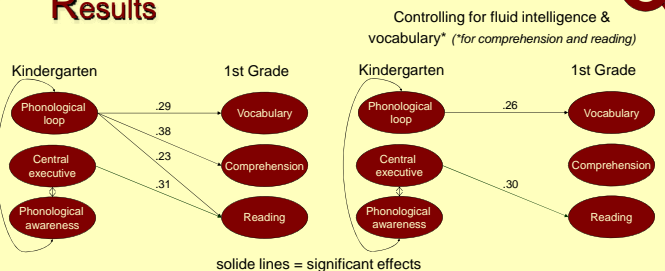 Results
Controlling for fluid intelligence &
vocabulary* (*for comprehension and reading)
Kindergarten
1st Grade
Phonological
loop
Central
executive
Phonological
awareness
.29
.38
.23
.31
Vocabulary
Comprehension
Reading
Kindergarten
1st Grade
Phonological
loop
Central
executive
Phonological
awareness
.26
.30
Vocabulary
Comprehension
Reading
solide lines = significant effects